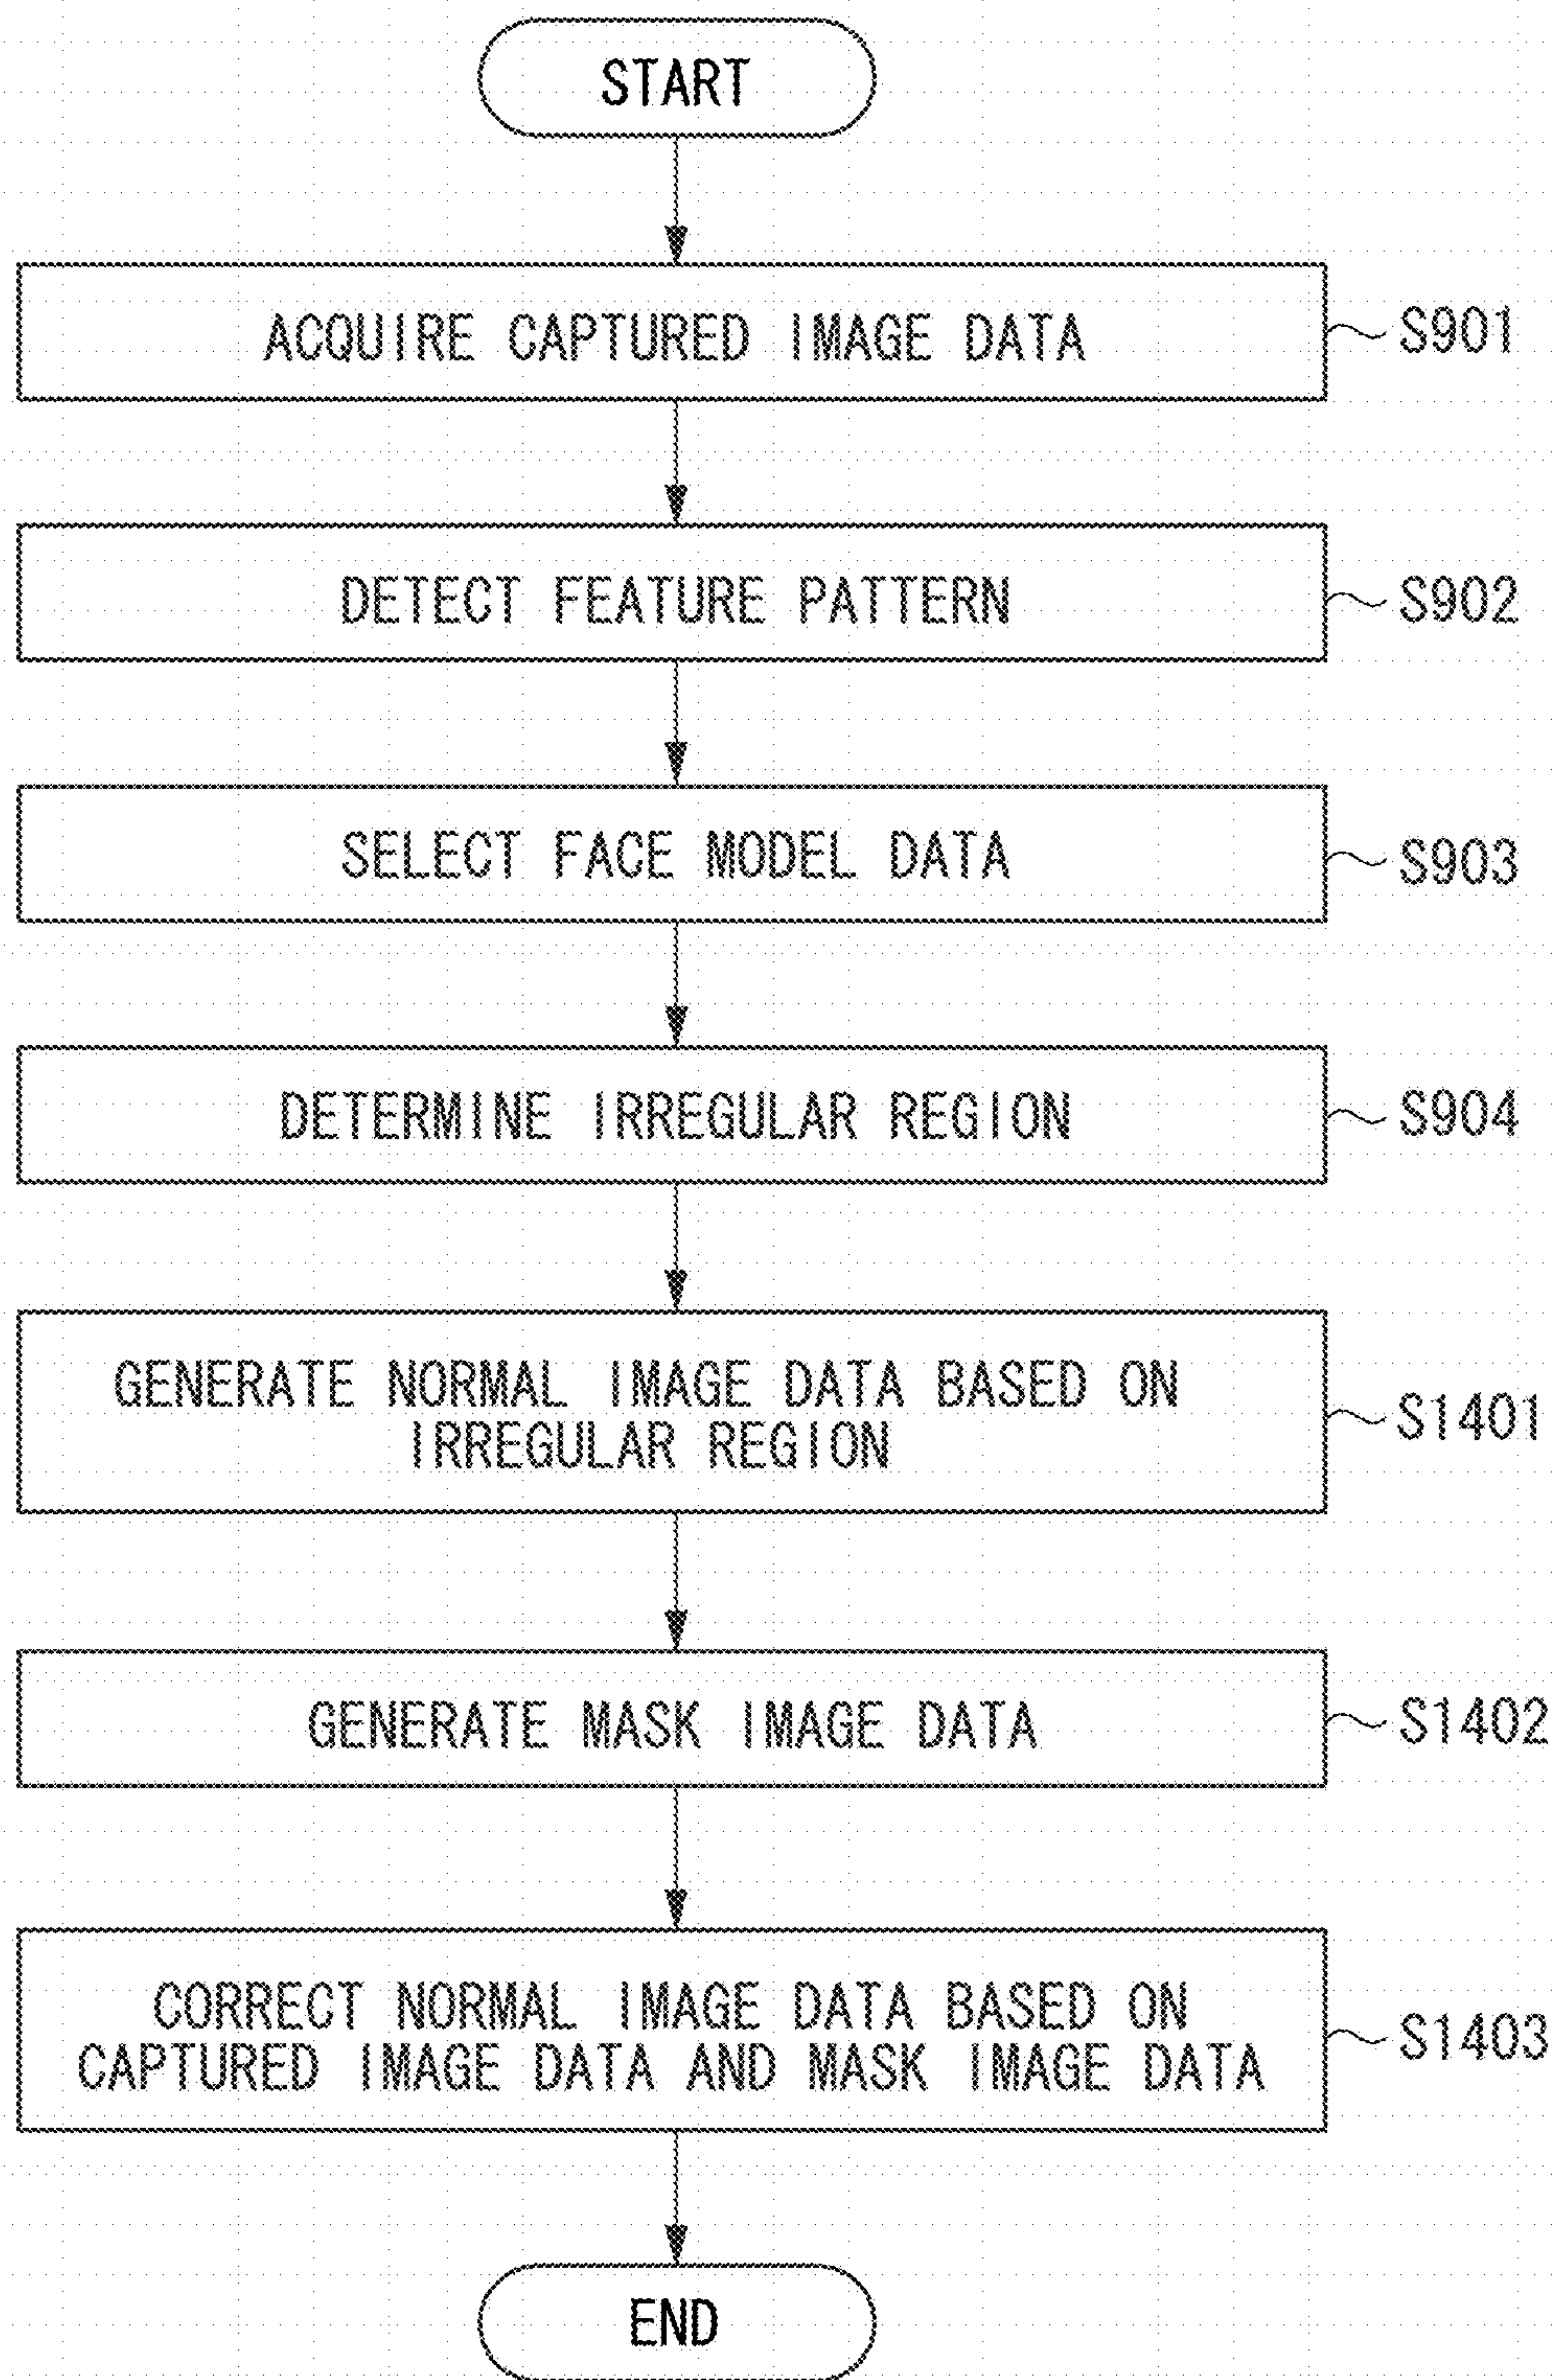 START
ACQUIRE CAPTURED IMAGE DATA
S901
DETECT FEATURE PATTERN
S902
SELECT FACE MODEL DATA
S903
DETERMINE IRREGULAR REGION
S904
GENERATE NORMAL IMAGE DATA BASED ON
IRREGULAR REGION
S1401
GENERATE MASK IMAGE DATA
S1402
CORRECT NORMAL IMAGE DATA BASED ON
CAPTURED IMAGE DATA AND MASK IMAGE DATA
S1403
END